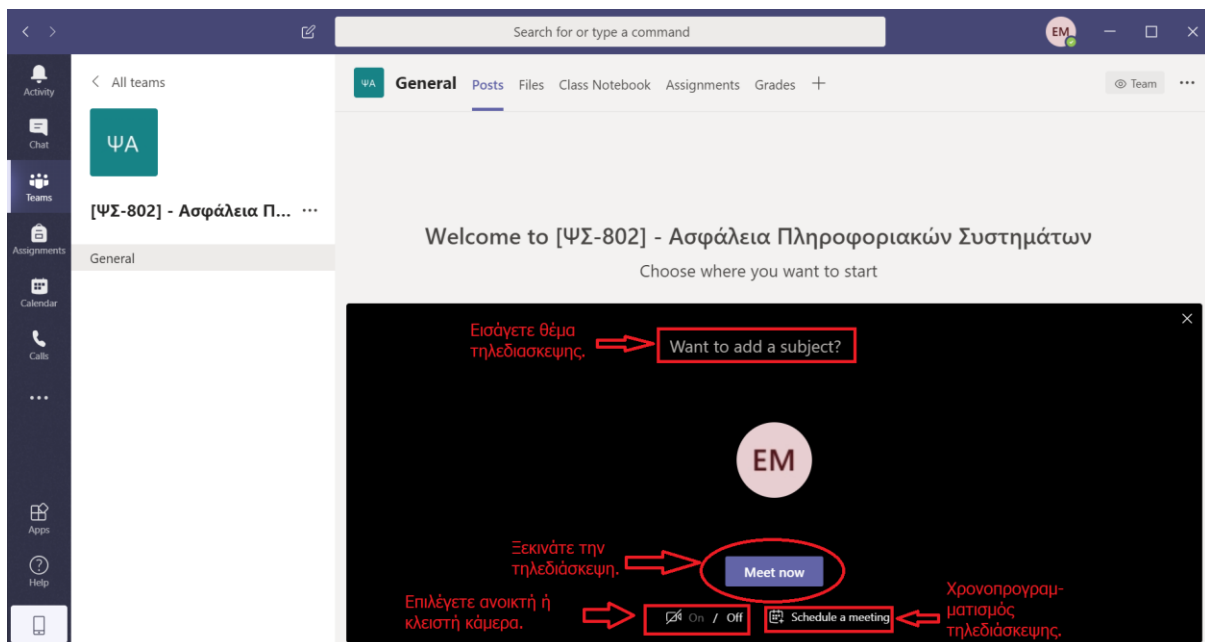 Search for or type a command
EM
Activity
Chat
Teams
Assignments
Calendar
Calls
Apps
Help
All teams
ΨΑ
[ΨΣ-802] - Ασφάλεια Π... ...
General
ΨΑ General Posts Files Class Notebook Assignments Grades +
Team ...
Welcome to [ΨΣ-802] - Ασφάλεια Πληροφοριακών Συστημάτων
Choose where you want to start
Εισάγετε θέμα
τηλεδιασκεψης.
Want to add a subject?
EM
Ξεκινάτε την
τηλεδιάσκεψη.
Meet now
Επιλέγετε ανοικτή ή
κλειστή κάμερα.
On / Off
Schedule a meeting
Χρονοπρογραμ-
ματισμός
τηλεδιάσκεψης.